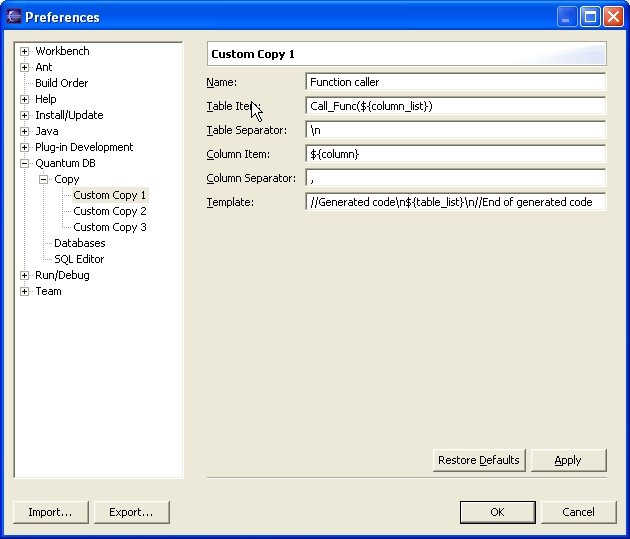 Preferences
Workbench
Ant
Build Order
Help
Install/Update
Java
Plug-in Development
Quantum DB
Copy
Custom Copy 1
Custom Copy 2
Custom Copy 3
Databases
SQL Editor
Run/Debug
Team
Custom Copy 1
Name: Function caller
Table Item: Call_Func(${column_list})
Table Separator: \n
Column Item: ${column}
Column Separator: ,
Template: //Generated code\n${table_list}\n//End of generated code
Restore Defaults Apply
Import... Export... OK Cancel